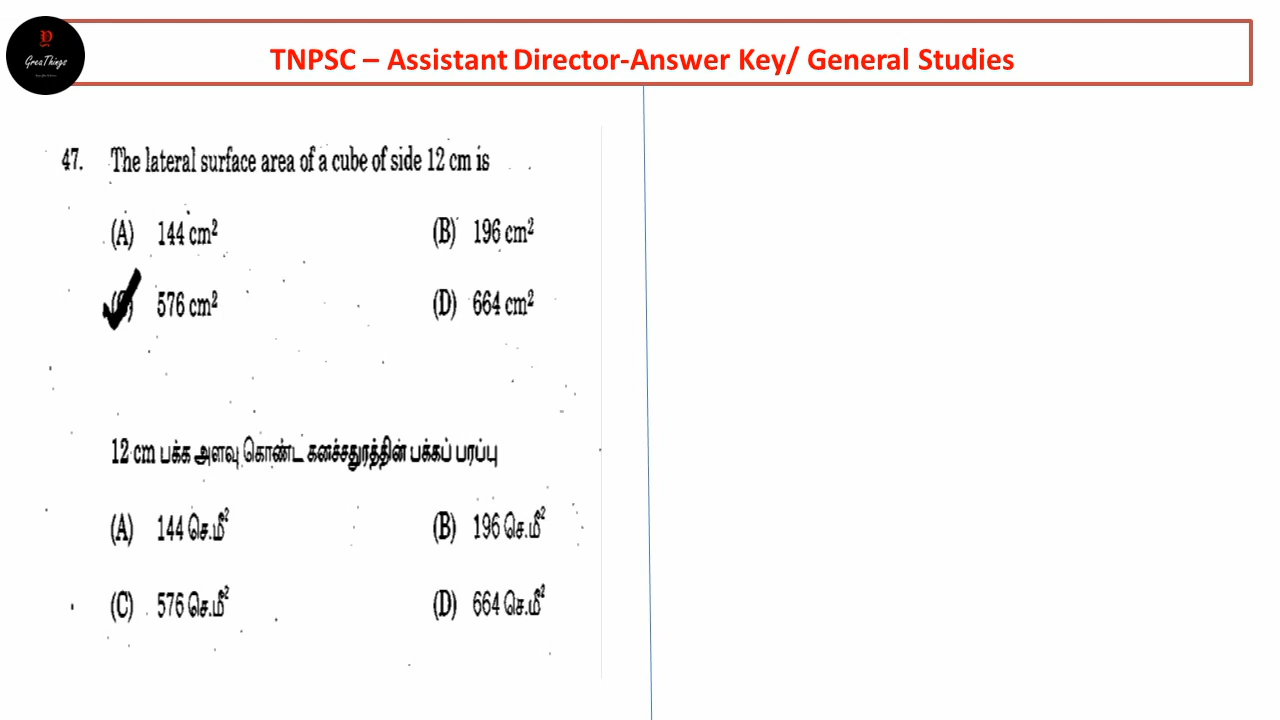 Y
GreaThings
TNPSC – Assistant Director-Answer Key/ General Studies
47. The lateral surface area of a cube of side 12 cm is
(A) 144 cm² (B) 196 cm²
(C) 576 cm² (D) 664 cm²
12 cm பக்க அளவு கொண்ட கனச்சதுரத்தின் பக்கப் பரப்பு
(A) 144 செ.மீ² (B) 196 செ.மீ²
(C) 576 செ.மீ² (D) 664 செ.மீ²